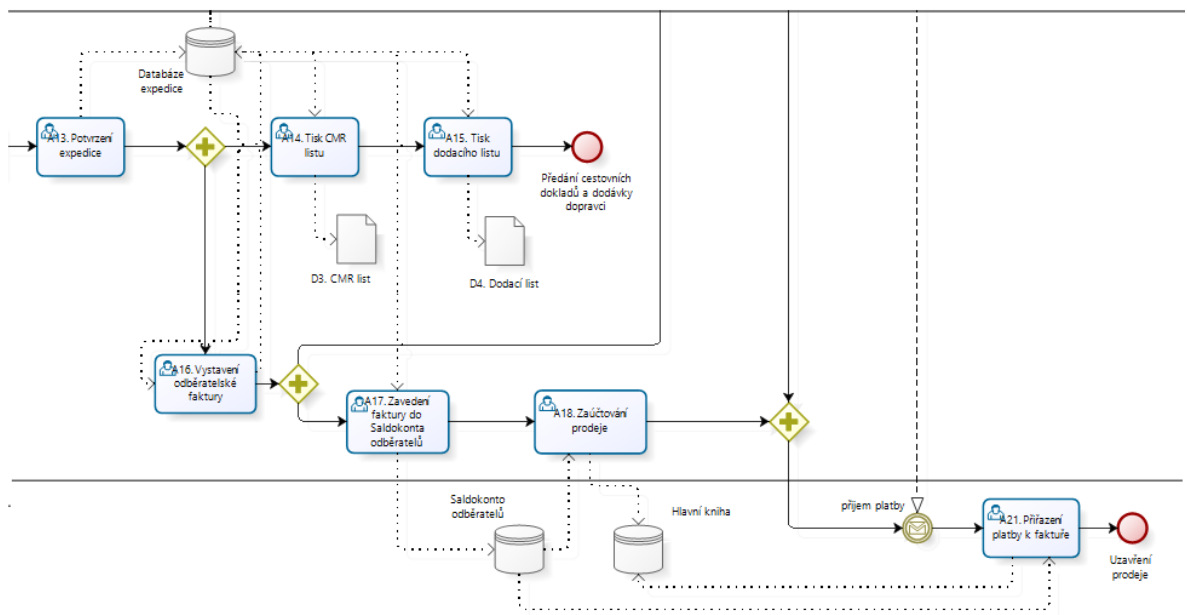 Databáze
expedice
A13. Potvrzení
expedice
A14. Tisk CMR
listu
A15. Tisk
dodacího listu
Předání cestovních
dokladů a dodávky
dopravci
D3. CMR list
D4. Dodací list
A16. Vystavení
odběratelské
faktury
A17. Zavedení
faktury do
Saldokonta
odběratelů
A18. Zaúčtování
prodeje
Saldokonto
odběratelů
Hlavní kniha
příjem platby
A21. Přiřazení
platby k faktuře
Uzavření
prodeje